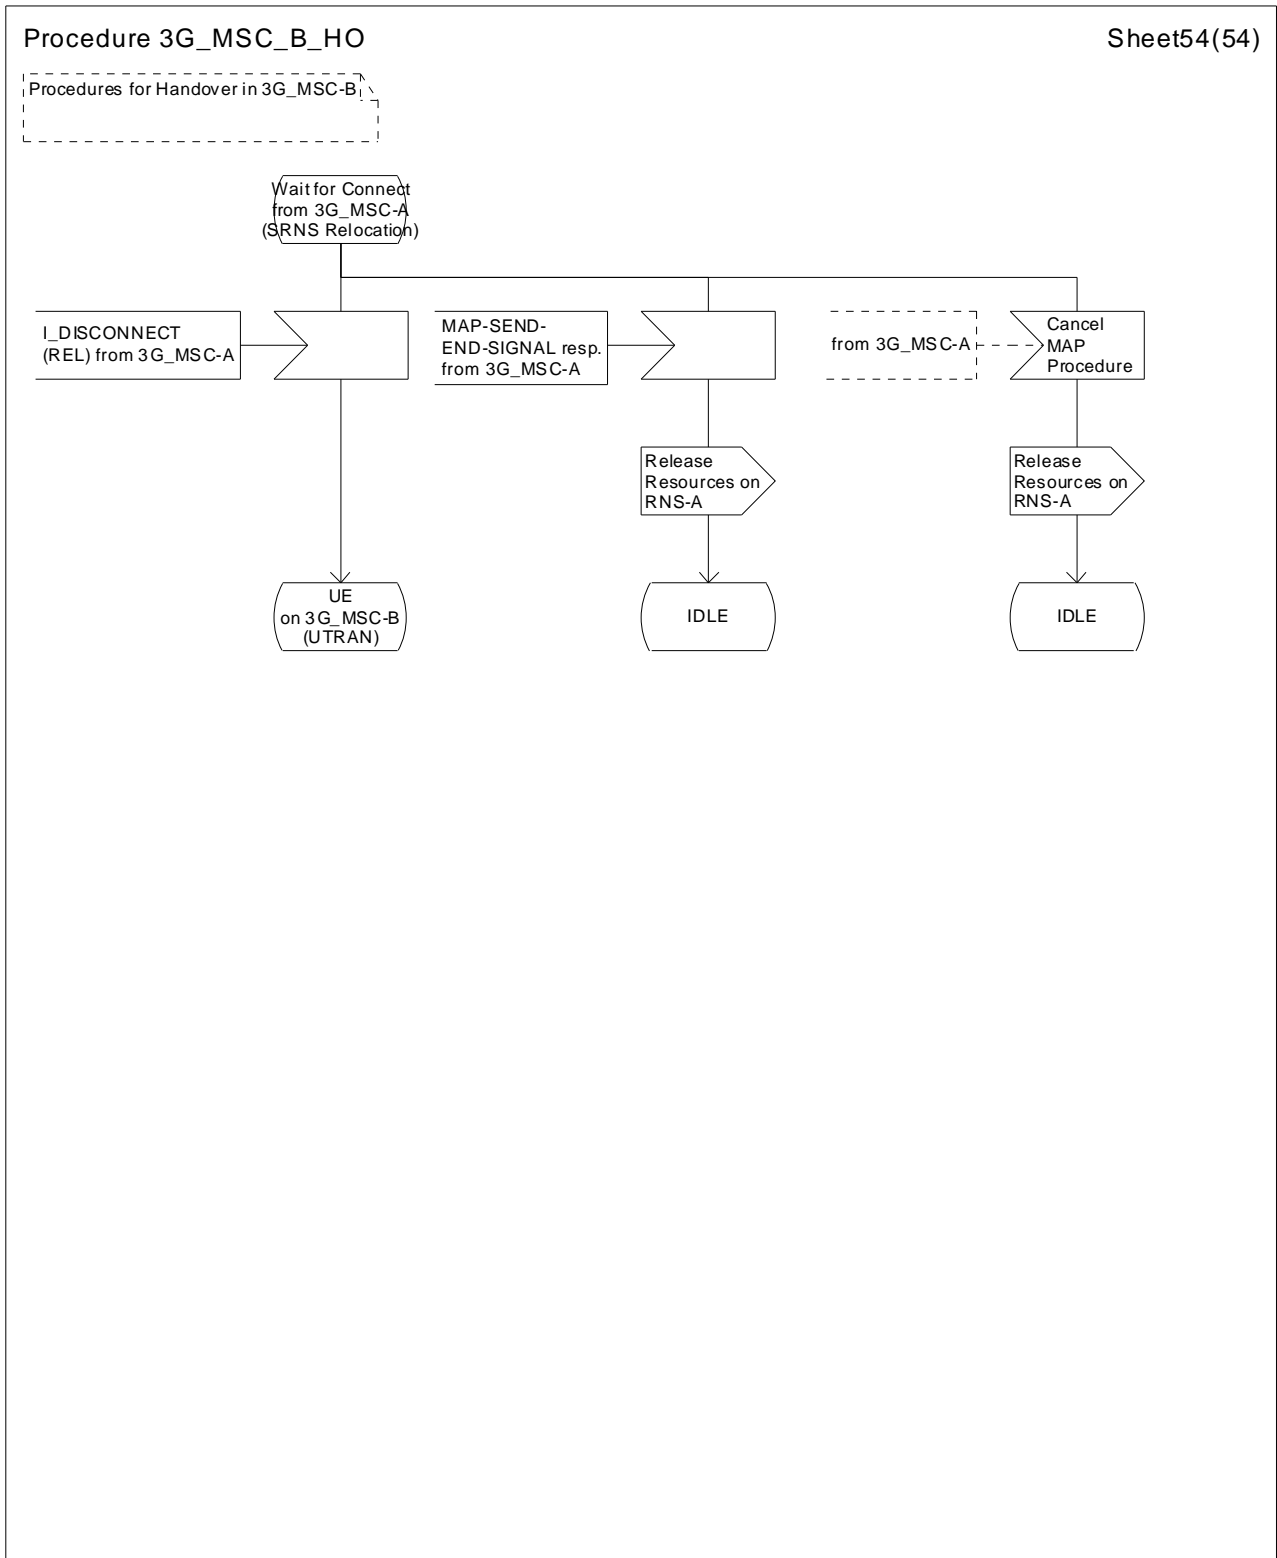 Procedure 3G_MSC_B_HO
Sheet54(54)
Procedures for Handover in 3G_MSC-B
Wait for Connect
from 3G_MSC-A
(SRNS Relocation)
I_DISCONNECT
(REL) from 3G_MSC-A
MAP-SEND-
END-SIGNAL resp.
from 3G_MSC-A
from 3G_MSC-A
Cancel
MAP
Procedure
Release
Resources on
RNS-A
Release
Resources on
RNS-A
UE
on 3G_MSC-B
(UTRAN)
IDLE
IDLE